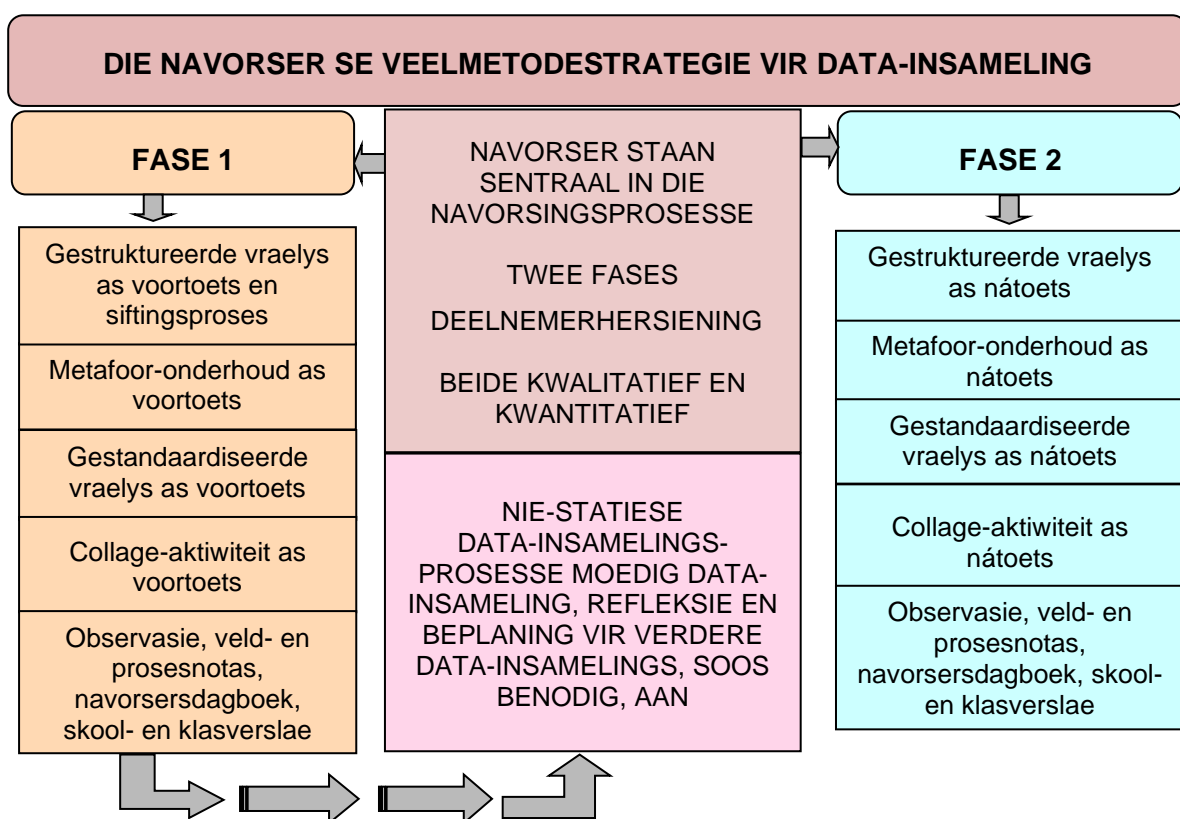 DIE NAVORSER SE VEELMETODESTRATEGIE VIR DATA-INSAMELING
FASE 1
Gestruktureerde vraelys
as voortoets en
siftingsproses
Metafoor-onderhoud as
voortoets
Gestandaardiseerde
vraelys as voortoets
Collage-aktiwiteit as
voortoets
Observasie, veld- en
prosesnotas,
navorsersdagboek,
skool- en klasverslae
NAVORSER STAAN
SENTRAAL IN DIE
NAVORSINGSPROSESSE
TWEE FASES
DEELNEMERHERSIENING
BEIDE KWALITATIEF EN
KWANTITATIEF
NIE-STATIESE
DATA-INSAMELINGS-
PROSESSE MOEDIG DATA-
INSAMELING, REFLEKSIE EN
BEPLANING VIR VERDERE
DATA-INSAMELINGS, SOOS
BENODIG, AAN
FASE 2
Gestruktureerde vraelys
as nátoets
Metafoor-onderhoud as
nátoets
Gestandaardiseerde
vraelys as nátoets
Collage-aktiwiteit as
nátoets
Observasie, veld- en
prosesnotas,
navorsersdagboek, skool-
en klasverslae